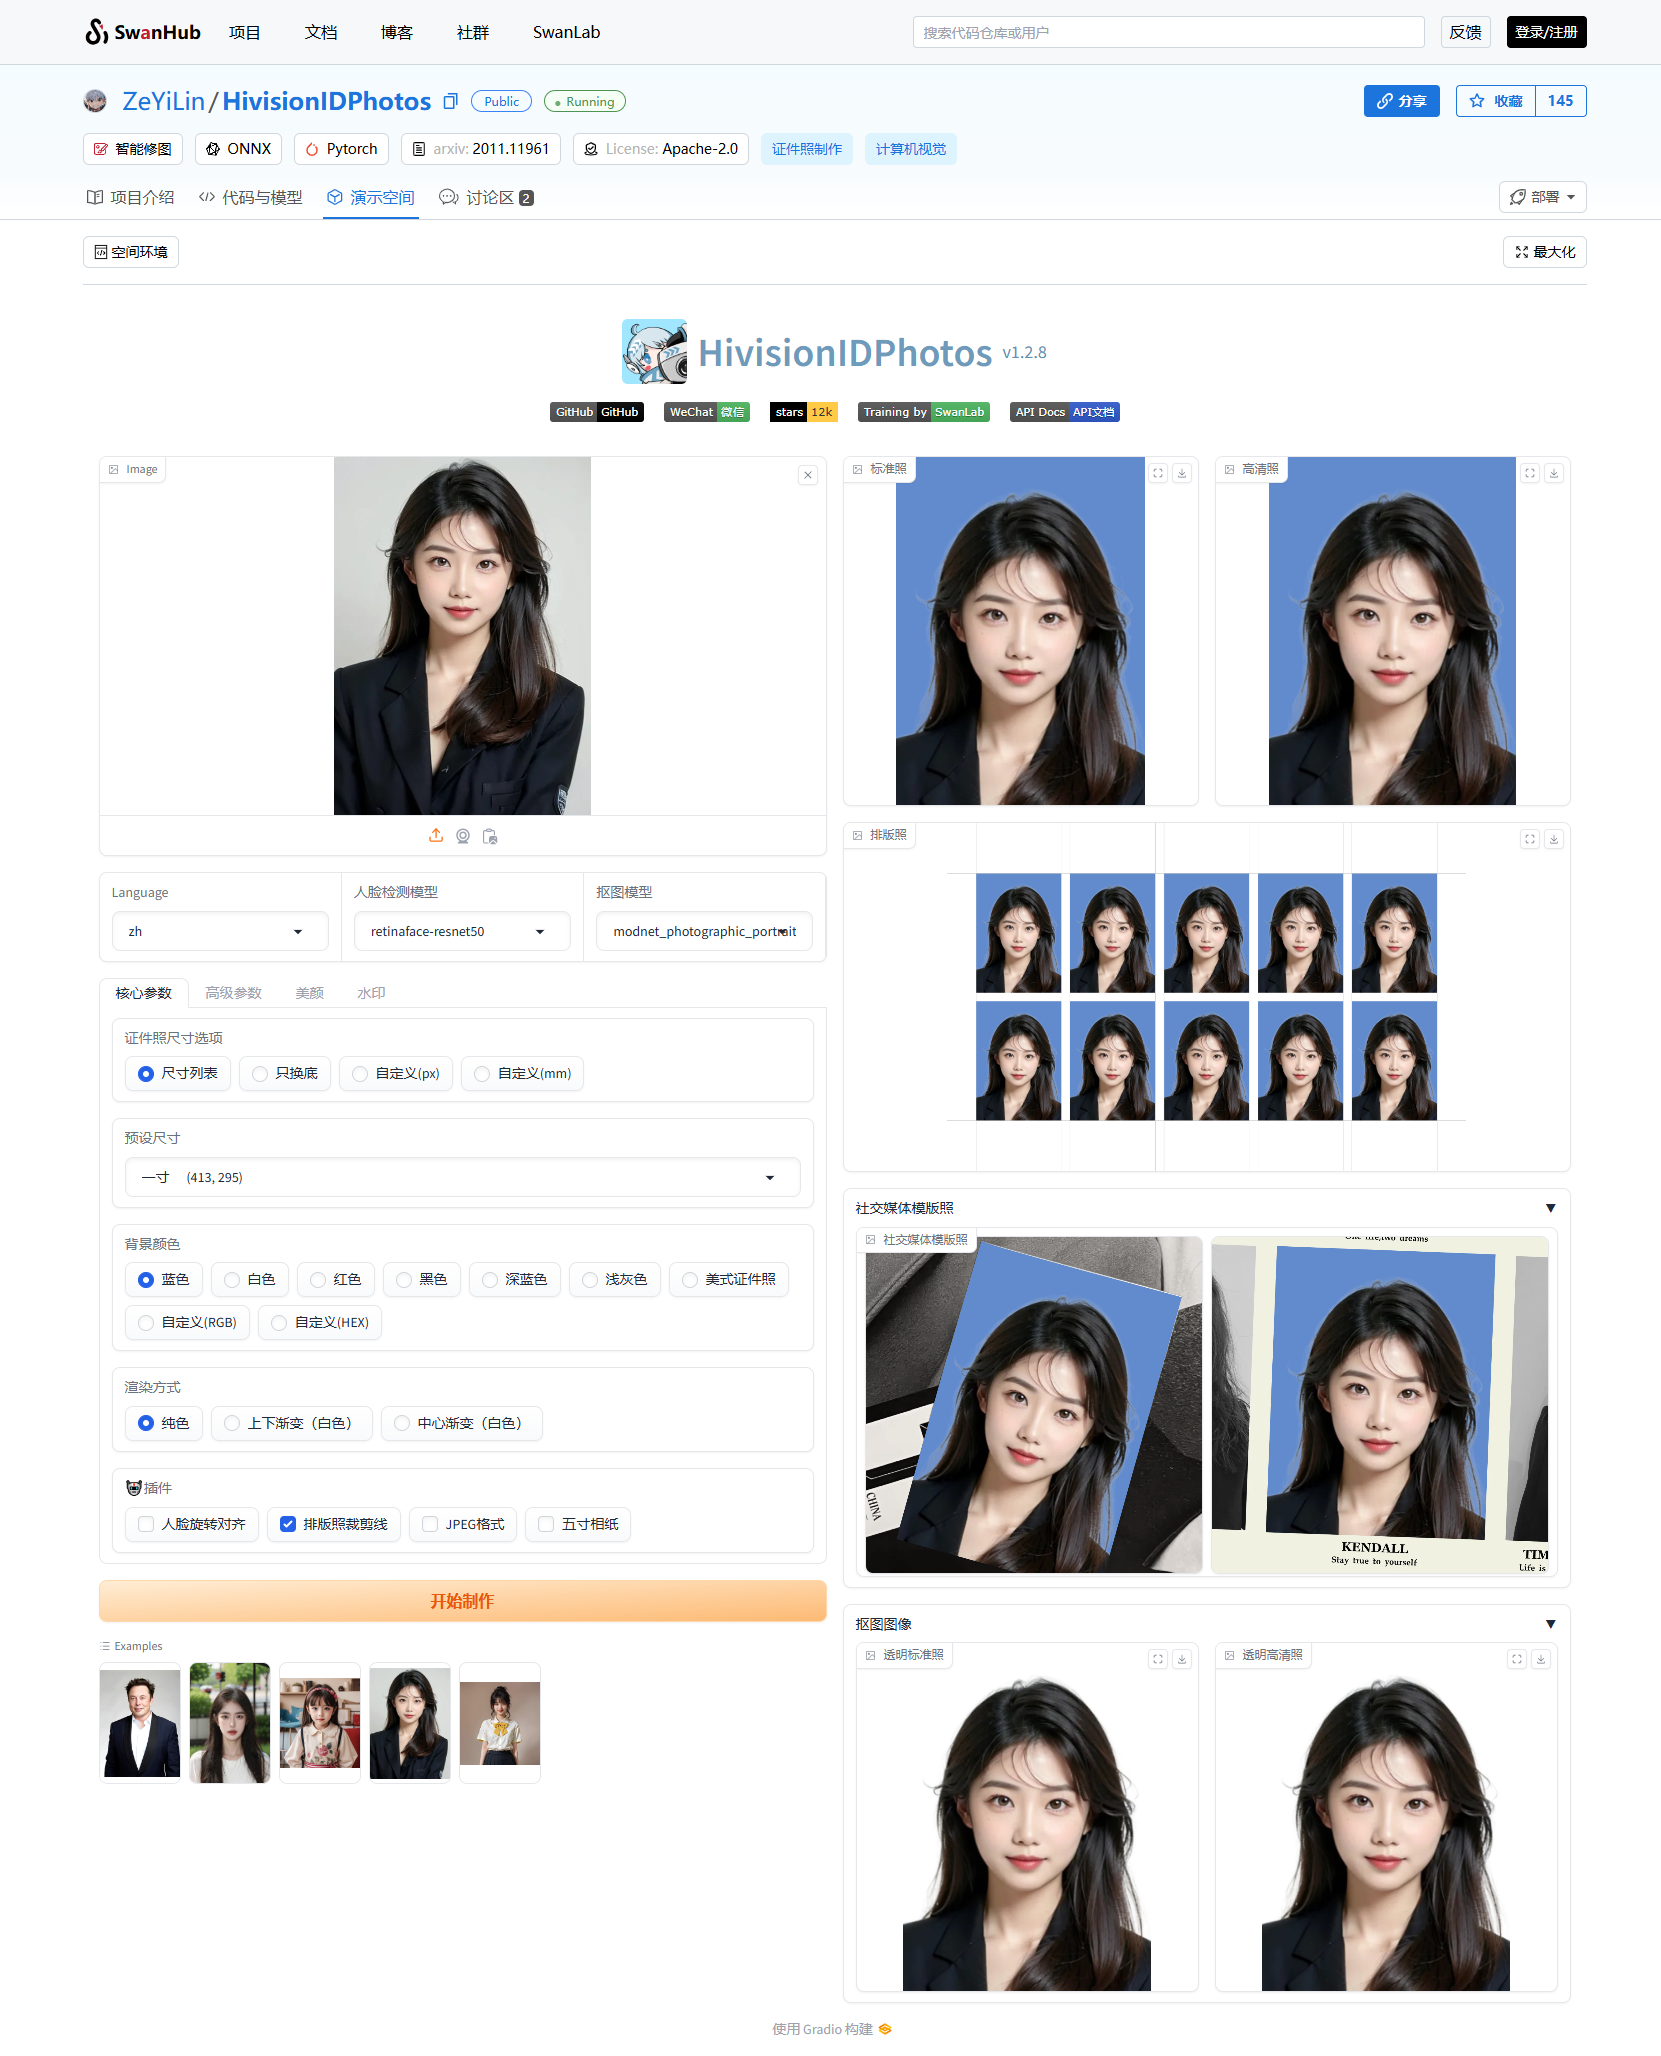 SwanHub 项目 文档 博客 社群 SwanLab 搜索代码仓库或用户 反馈 登录/注册
ZeYiLin/HivisionIDPhotos Public Running 分享 收藏 145
智能修图 ONNX Pytorch arxiv: 2011.11961 License: Apache-2.0 证件照制作 计算机视觉
项目介绍 代码与模型 演示空间 讨论区 2 部署
空间环境 最大化
HivisionIDPhotos v1.2.8
GitHub GitHub WeChat 微信 stars 12k Training by SwanLab API Docs API文档
Image
标准照
高清照
排版照
Language 人脸检测模型 抠图模型
zh retinaface-resnet50 modnet_photographic_portrait
核心参数 高级参数 美颜 水印
证件照尺寸选项
尺寸列表 只换底 自定义(px) 自定义(mm)
预设尺寸
一寸 (413, 295)
背景颜色
蓝色 白色 红色 黑色 深蓝色 浅灰色 美式证件照
自定义(RGB) 自定义(HEX)
渲染方式
纯色 上下渐变（白色） 中心渐变（白色）
插件
人脸旋转对齐 排版照裁剪线 JPEG格式 五寸相纸
开始制作
Examples
社交媒体模版照
社交媒体模版照
CHINA
KENDALL
Stay true to yourself
TIM
Life is
抠图图像
透明标准照
透明高清照
使用 Gradio 构建